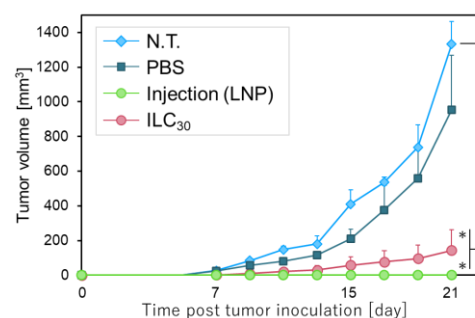 Tumor volume [mm³]
1400
1200
1000
800
600
400
200
0
N.T.
PBS
Injection (LNP)
ILC₃₀
*
*
0
7
15
21
Time post tumor inoculation [day]